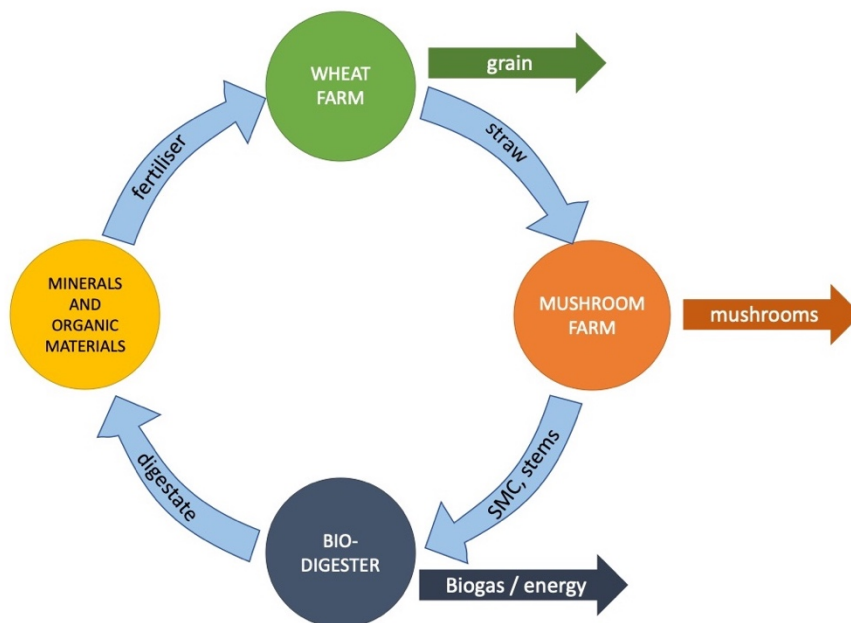 WHEAT
FARM
grain
straw
fertiliser
MINERALS
AND
ORGANIC
MATERIALS
MUSHROOM
FARM
mushrooms
SMC, stems
digestate
BIO-
DIGESTER
Biogas / energy